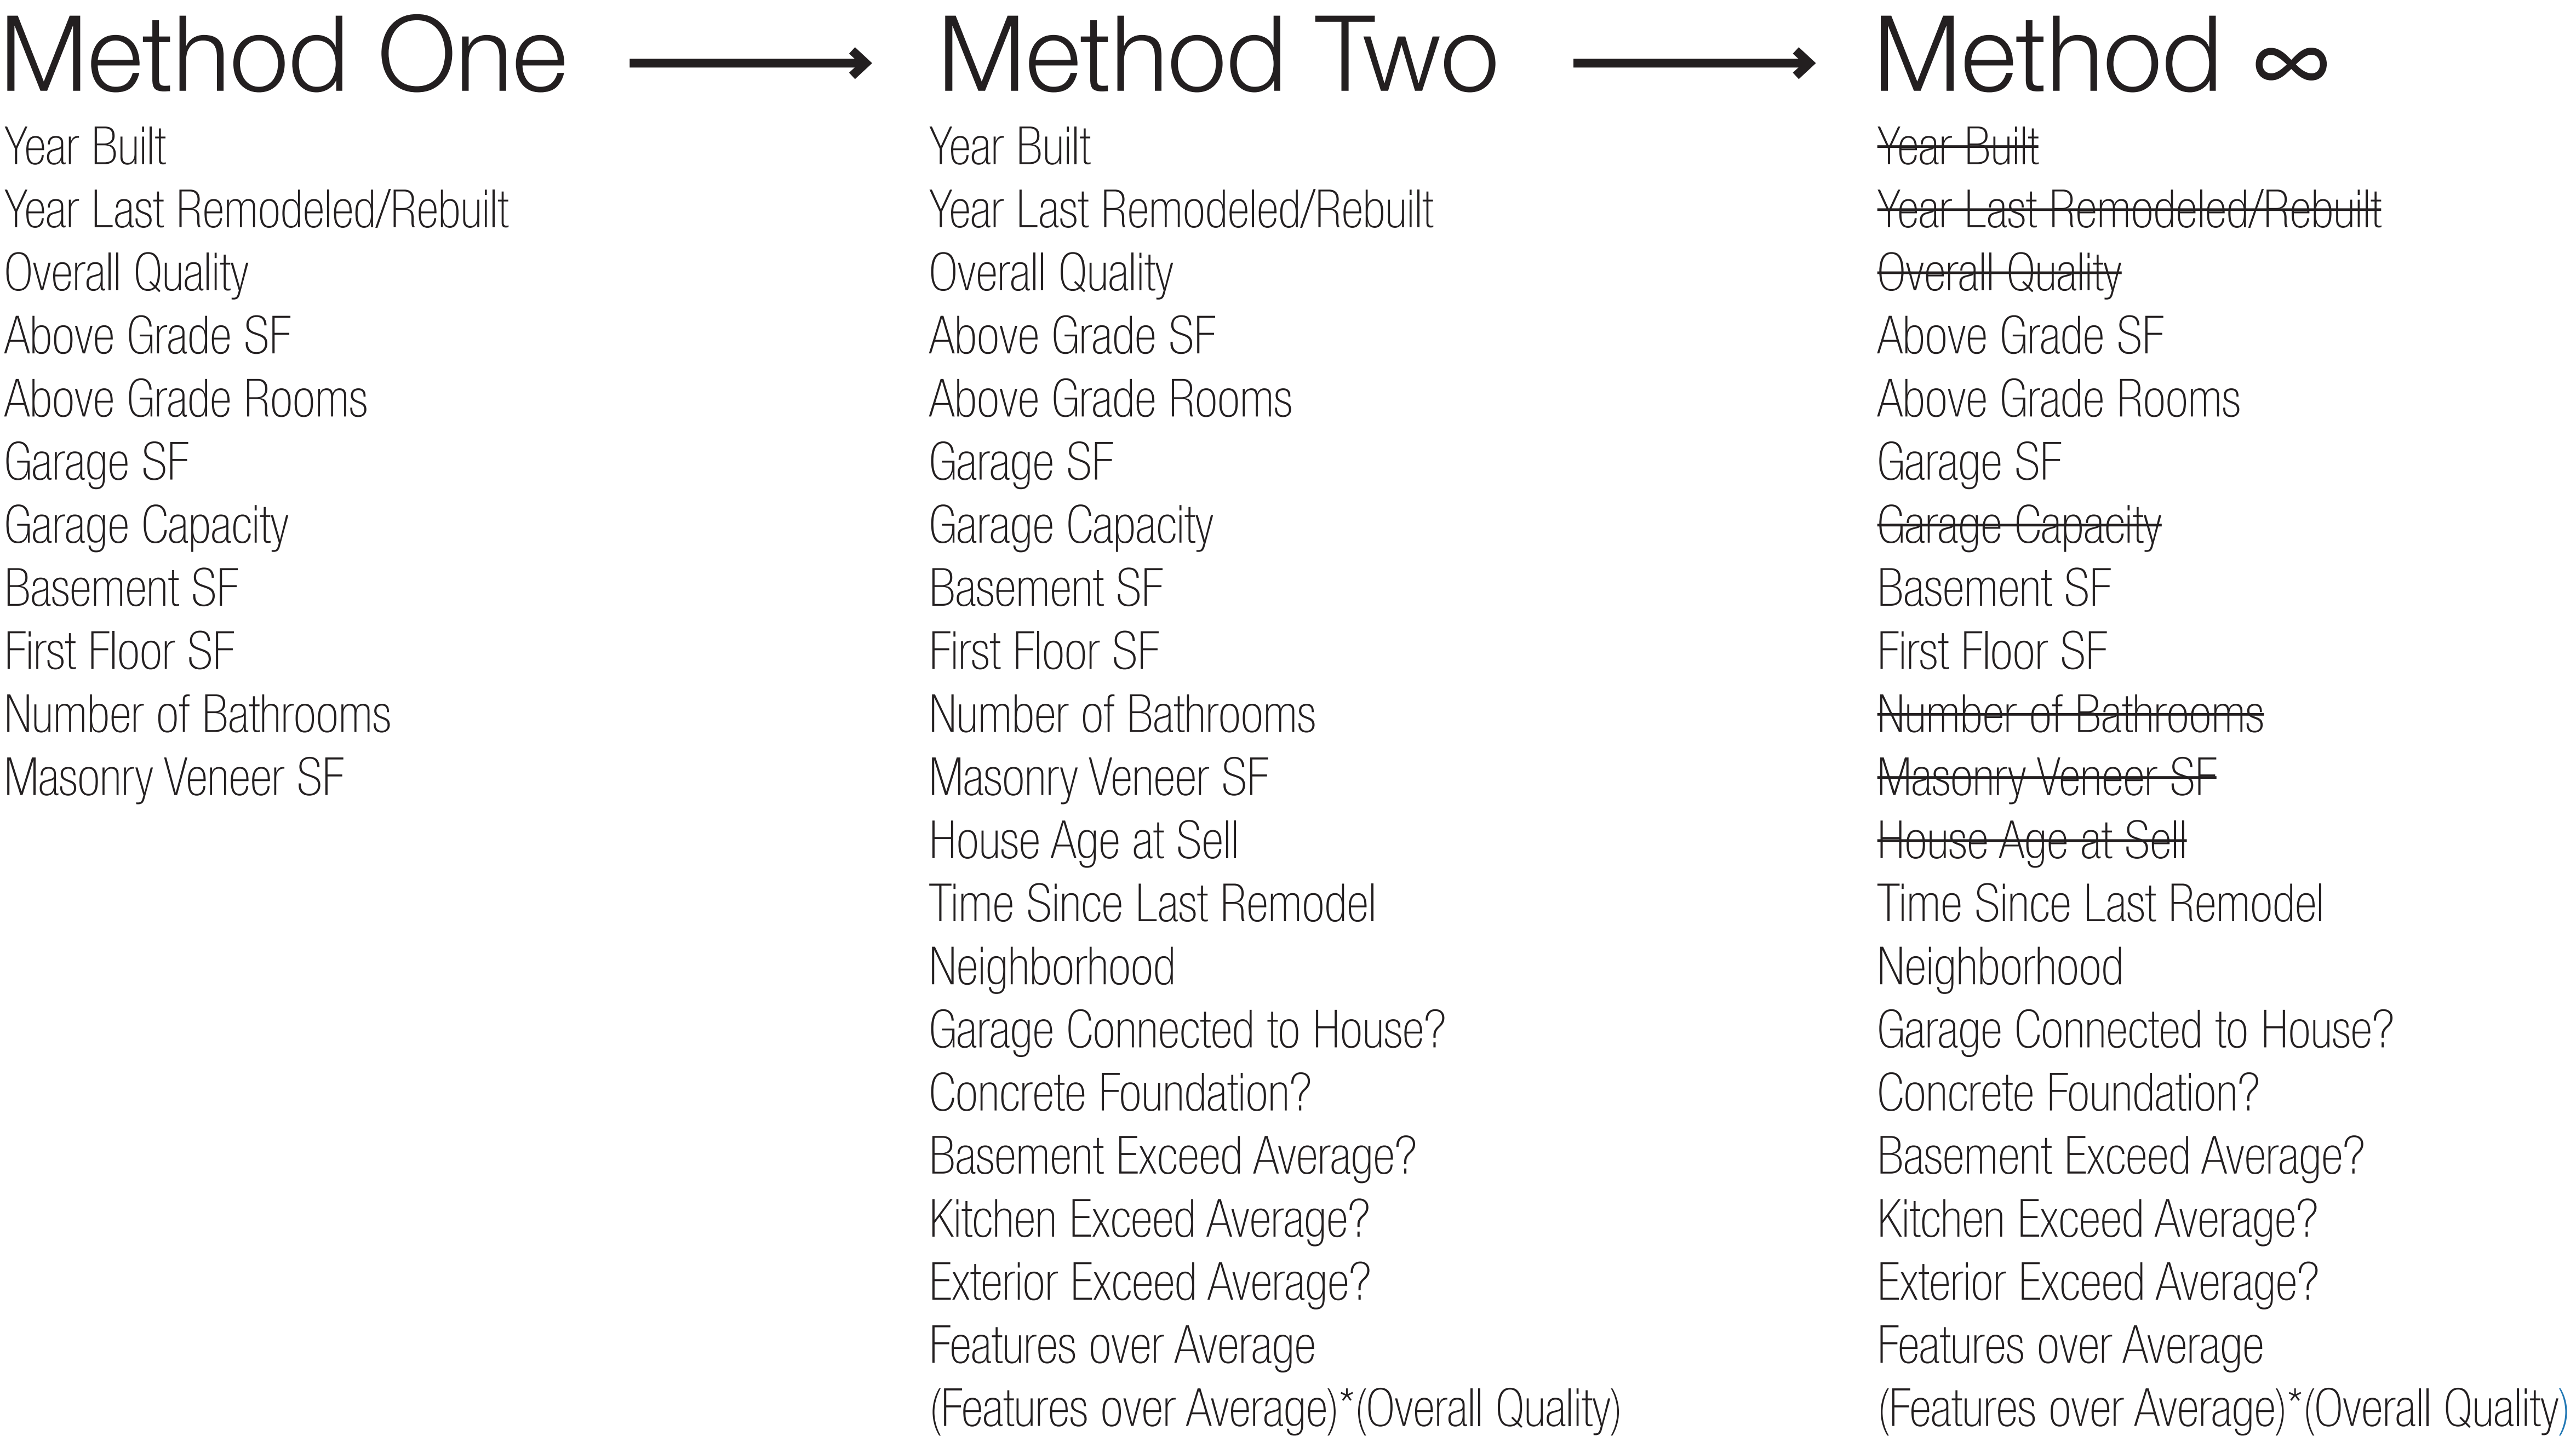 Method One → Method Two → Method ∞
Year Built
Year Last Remodeled/Rebuilt
Overall Quality
Above Grade SF
Above Grade Rooms
Garage SF
Garage Capacity
Basement SF
First Floor SF
Number of Bathrooms
Masonry Veneer SF
Year Built
Year Last Remodeled/Rebuilt
Overall Quality
Above Grade SF
Above Grade Rooms
Garage SF
Garage Capacity
Basement SF
First Floor SF
Number of Bathrooms
Masonry Veneer SF
House Age at Sell
Time Since Last Remodel
Neighborhood
Garage Connected to House?
Concrete Foundation?
Basement Exceed Average?
Kitchen Exceed Average?
Exterior Exceed Average?
Features over Average
(Features over Average)*(Overall Quality)
Year Built
Year Last Remodeled/Rebuilt
Overall Quality
Above Grade SF
Above Grade Rooms
Garage SF
Garage Capacity
Basement SF
First Floor SF
Number of Bathrooms
Masonry Veneer SF
House Age at Sell
Time Since Last Remodel
Neighborhood
Garage Connected to House?
Concrete Foundation?
Basement Exceed Average?
Kitchen Exceed Average?
Exterior Exceed Average?
Features over Average
(Features over Average)*(Overall Quality)